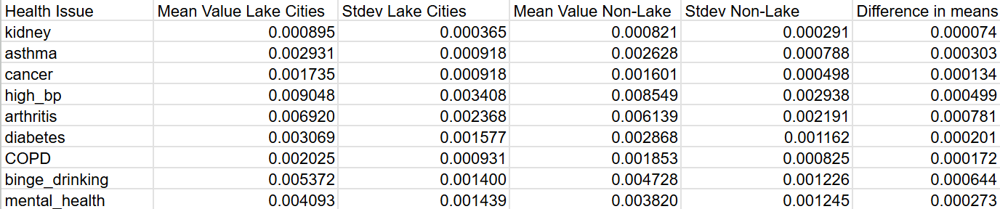 Health Issue Mean Value Lake Cities Stdev Lake Cities Mean Value Non-Lake Stdev Non-Lake Difference in means
kidney 0.000895 0.000365 0.000821 0.000291 0.000074
asthma 0.002931 0.000918 0.002628 0.000788 0.000303
cancer 0.001735 0.000918 0.001601 0.000498 0.000134
high_bp 0.009048 0.003408 0.008549 0.002938 0.000499
arthritis 0.006920 0.002368 0.006139 0.002191 0.000781
diabetes 0.003069 0.001577 0.002868 0.001162 0.000201
COPD 0.002025 0.000931 0.001853 0.000825 0.000172
binge_drinking 0.005372 0.001400 0.004728 0.001226 0.000644
mental_health 0.004093 0.001439 0.003820 0.001245 0.000273